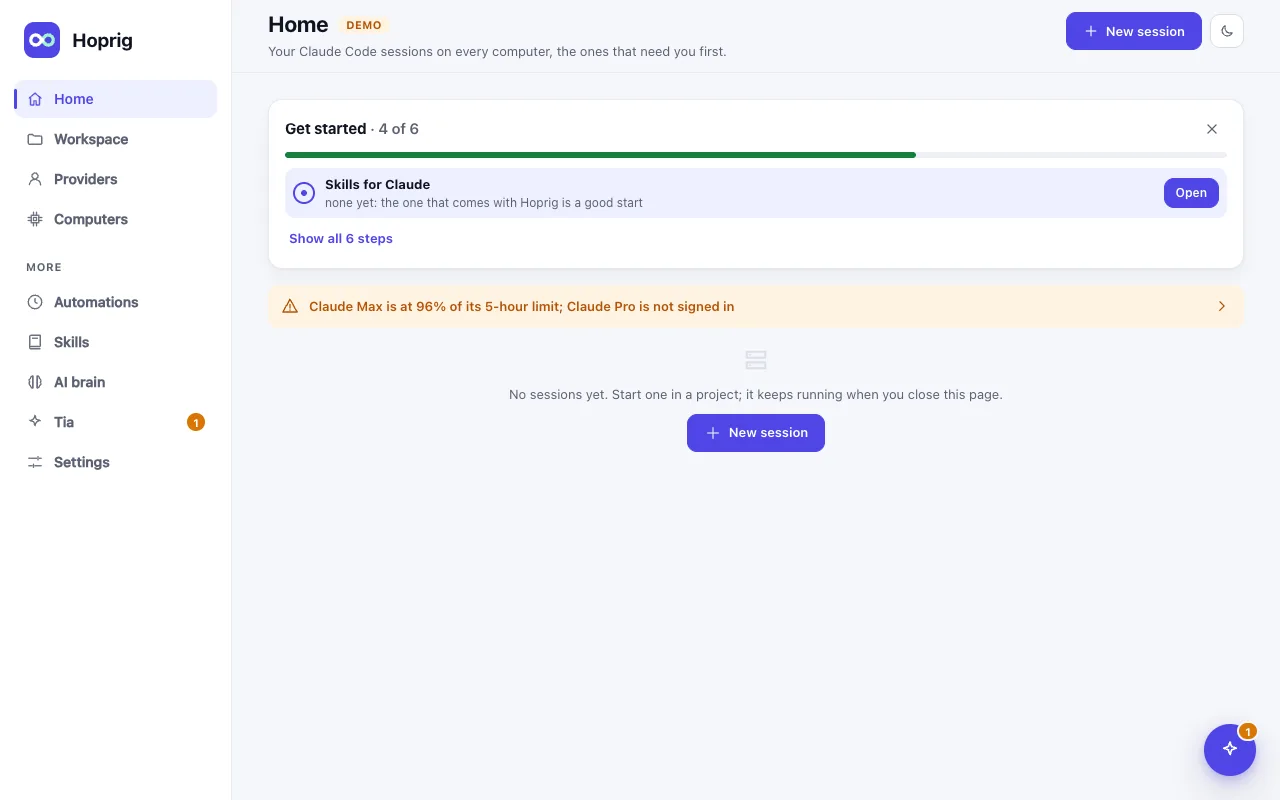 Hoprig
Home
Workspace
Providers
Computers
MORE
Automations
Skills
AI brain
Tia
1
Settings
Home
DEMO
Your Claude Code sessions on every computer, the ones that need you first.
New session
Get started · 4 of 6
Skills for Claude
none yet: the one that comes with Hoprig is a good start
Open
Show all 6 steps
Claude Max is at 96% of its 5-hour limit; Claude Pro is not signed in
No sessions yet. Start one in a project; it keeps running when you close this page.
New session
1